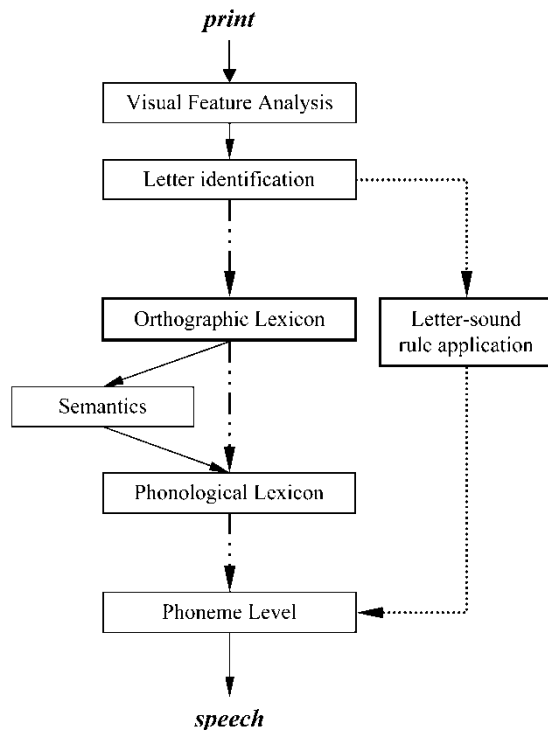 print
Visual Feature Analysis
Letter identification
Orthographic Lexicon
Letter-sound
rule application
Semantics
Phonological Lexicon
Phoneme Level
speech